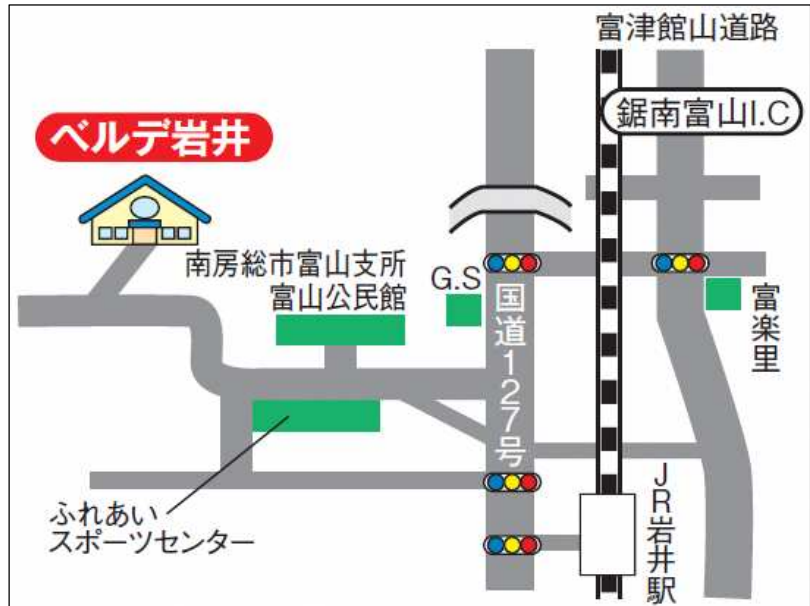 富津館山道路
鋸南富山I.C
ベルデ岩井
南房総市富山支所
富山公民館
G.S
国道127号
富楽里
ふれあい
スポーツセンター
JR岩井駅